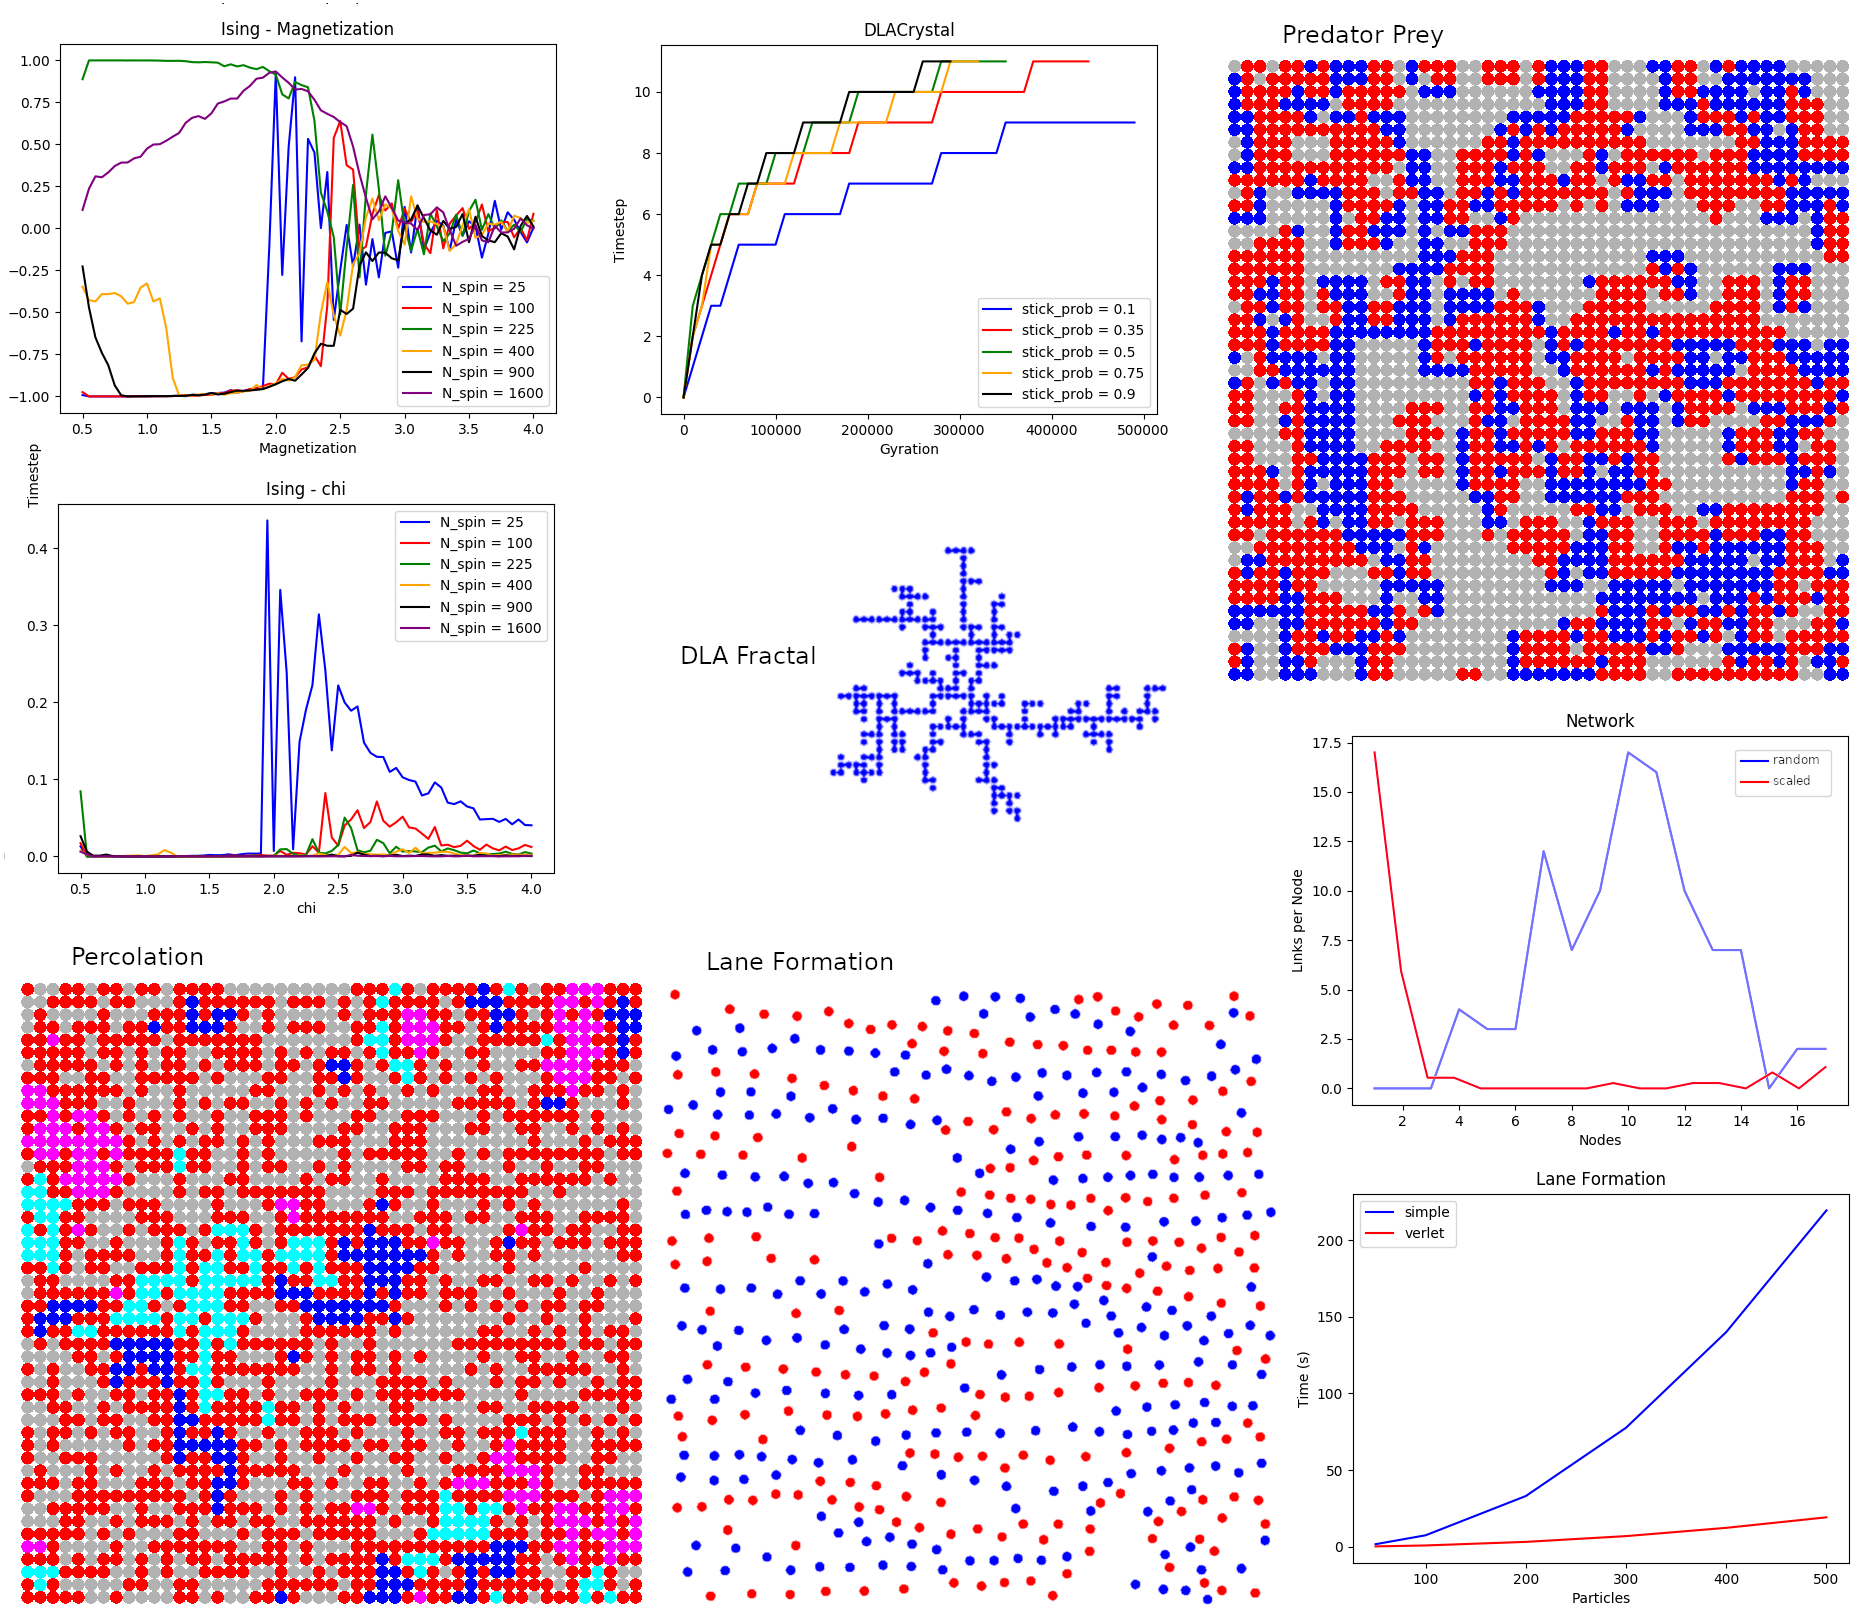 Ising - Magnetization
1.00
0.75
0.50
0.25
0.00
−0.25
−0.50
−0.75
−1.00
N_spin = 25
N_spin = 100
N_spin = 225
N_spin = 400
N_spin = 900
N_spin = 1600
0.5 1.0 1.5 2.0 2.5 3.0 3.5 4.0
Magnetization
Timestep
DLACrystal
Timestep
10
8
6
4
2
0
stick_prob = 0.1
stick_prob = 0.35
stick_prob = 0.5
stick_prob = 0.75
stick_prob = 0.9
0 100000 200000 300000 400000 500000
Gyration
Predator Prey
Ising - chi
0.4
0.3
0.2
0.1
0.0
N_spin = 25
N_spin = 100
N_spin = 225
N_spin = 400
N_spin = 900
N_spin = 1600
0.5 1.0 1.5 2.0 2.5 3.0 3.5 4.0
chi
DLA Fractal
Network
Links per Node
17.5
15.0
12.5
10.0
7.5
5.0
2.5
0.0
random
scaled
2 4 6 8 10 12 14 16
Nodes
Percolation
Lane Formation
Lane Formation
simple
verlet
Time (s)
200
150
100
50
0
100 200 300 400 500
Particles